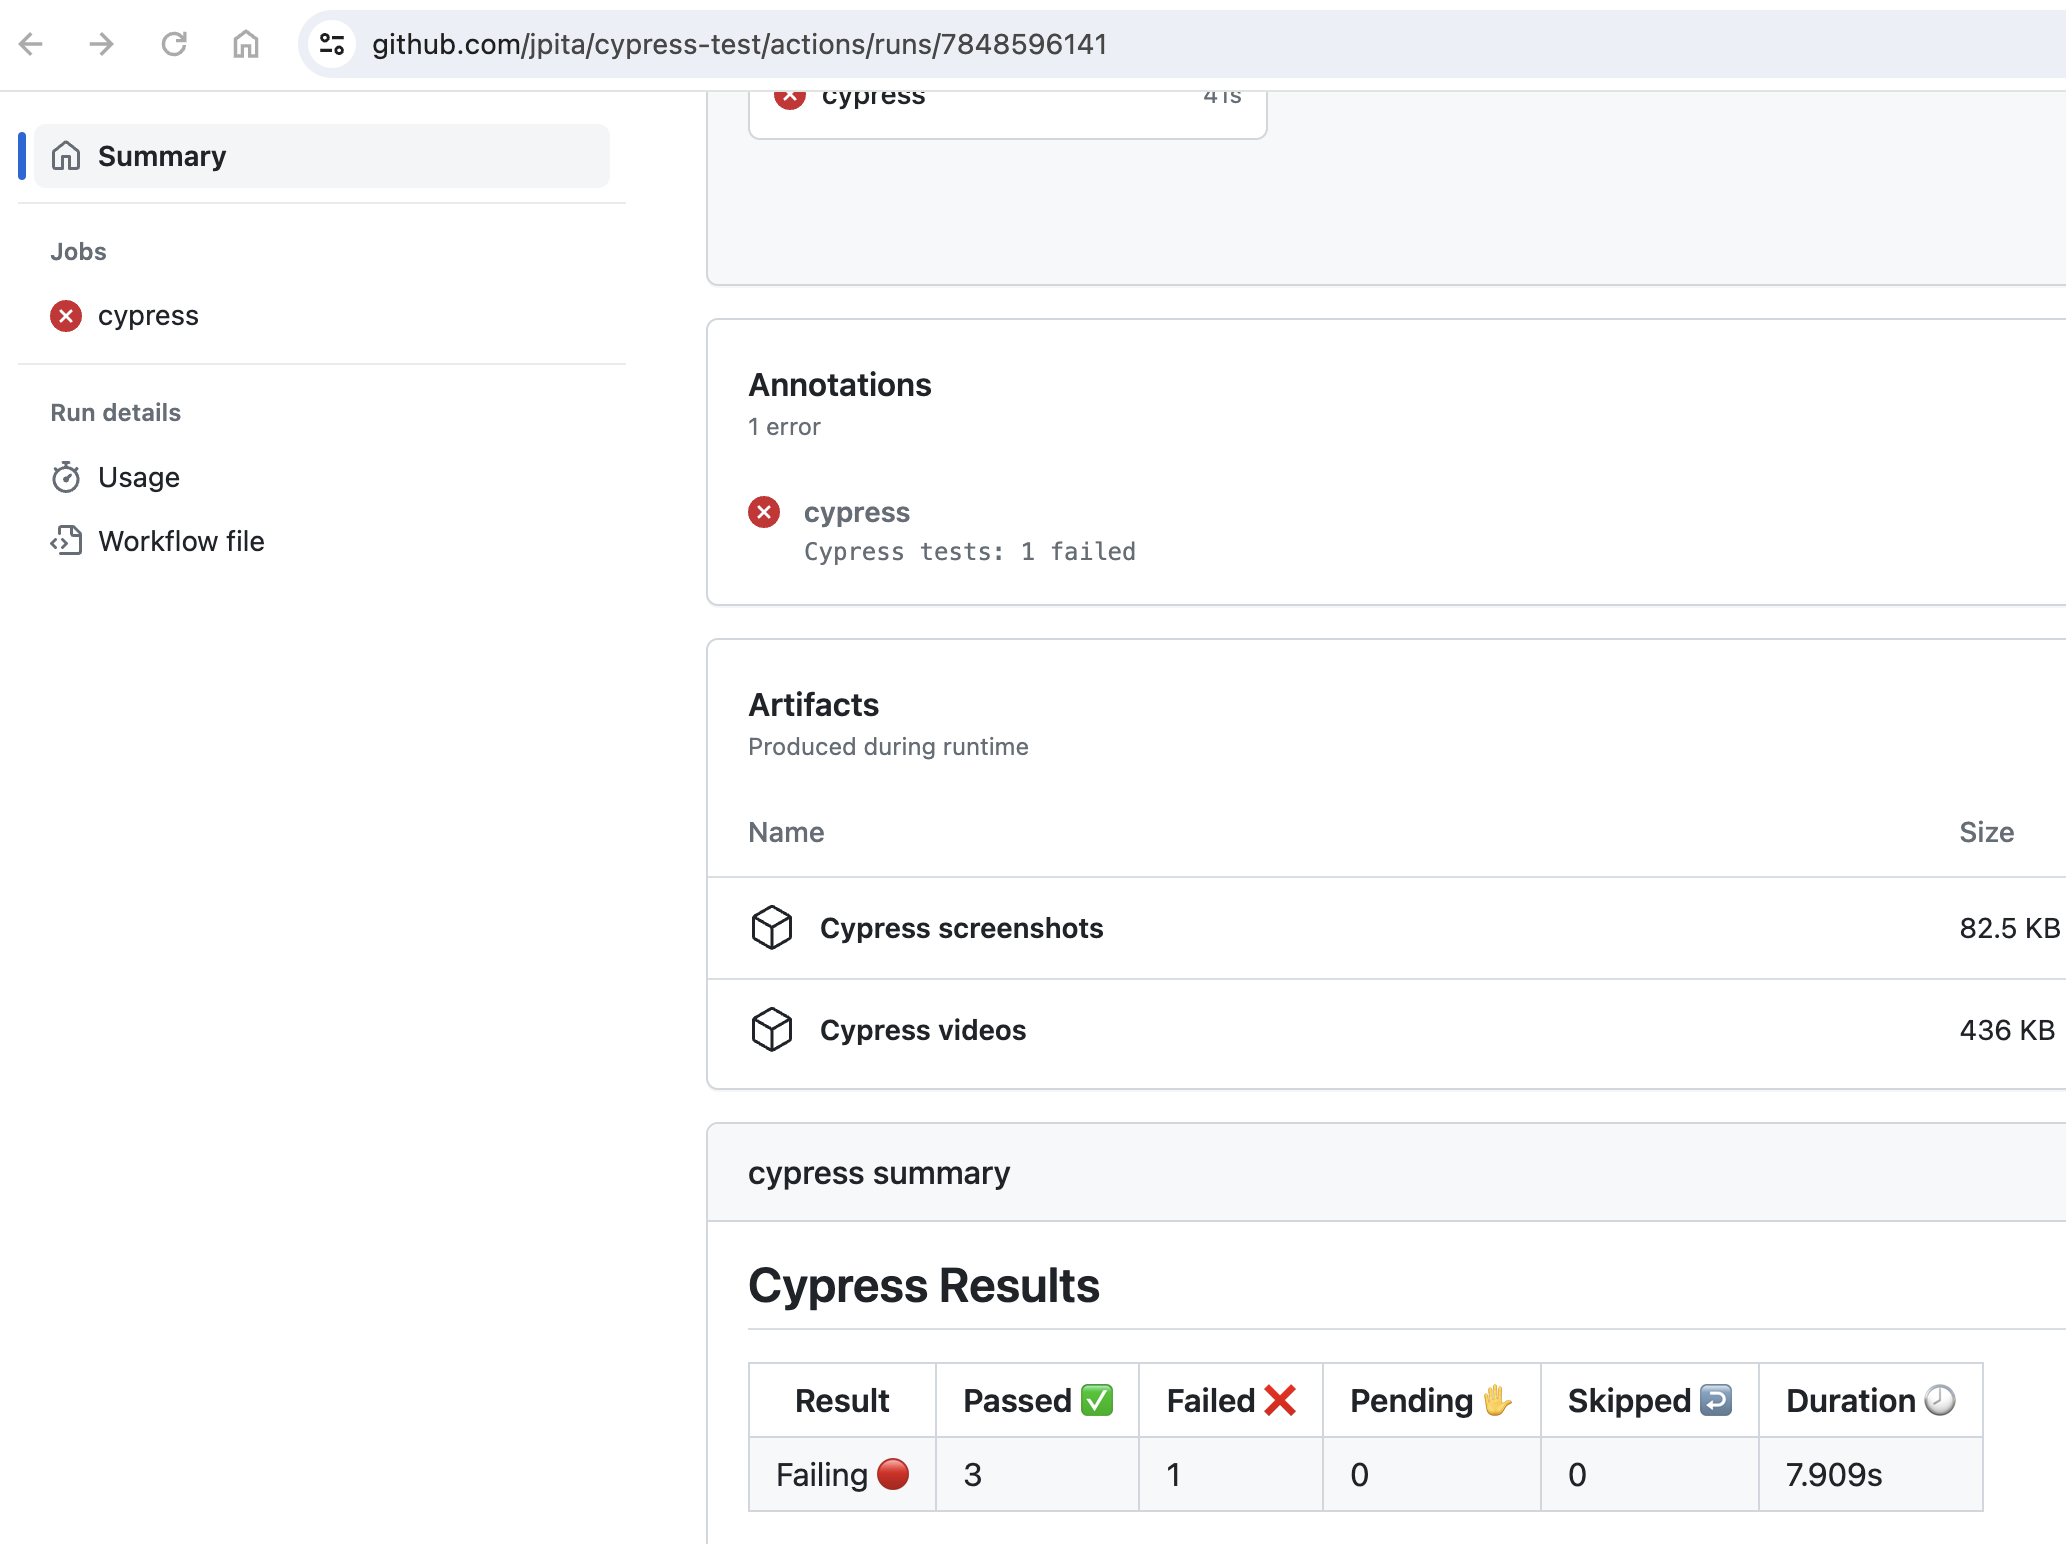 github.com/jpita/cypress-test/actions/runs/7848596141
Summary
Jobs
cypress
Run details
Usage
Workflow file
cypress 41s
Annotations
1 error
cypress
Cypress tests: 1 failed
Artifacts
Produced during runtime
Name Size
Cypress screenshots 82.5 KB
Cypress videos 436 KB
cypress summary
Cypress Results
Result Passed ✅ Failed ❌ Pending ✋ Skipped ↩️ Duration 🕗
Failing 🔴 3 1 0 0 7.909s